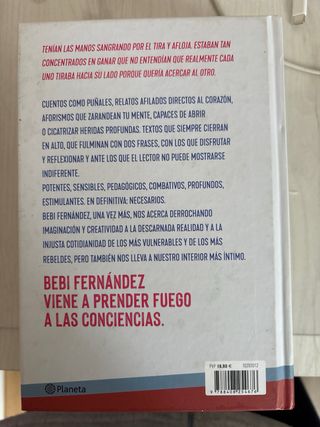 TENÍAN LAS MANOS SANGRANDO POR EL TIRA Y AFLOJA. ESTABAN TAN
CONCENTRADOS EN GANAR QUE NO ENTENDÍAN QUE REALMENTE CADA
UNO TIRABA HACIA SU LADO PORQUE QUERÍA ACERCAR AL OTRO.
CUENTOS COMO PUÑALES, RELATOS AFILADOS DIRECTOS AL CORAZÓN,
AFORISMOS QUE ZARANDEAN TU MENTE, CAPACES DE ABRIR
O CICATRIZAR HERIDAS PROFUNDAS. TEXTOS QUE SIEMPRE CIERRAN
EN ALTO, QUE FULMINAN CON DOS FRASES, CON LOS QUE DISFRUTAR
Y REFLEXIONAR Y ANTE LOS QUE EL LECTOR NO PUEDE MOSTRARSE
INDIFERENTE.
POTENTES, SENSIBLES, PEDAGÓGICOS, COMBATIVOS, PROFUNDOS,
ESTIMULANTES. EN DEFINITIVA: NECESARIOS.
BEBI FERNÁNDEZ, UNA VEZ MÁS, NOS ACERCA DERROCHANDO
IMAGINACIÓN Y CREATIVIDAD A LA DESCARNADA REALIDAD Y A LA
INJUSTA COTIDIANIDAD DE LOS MÁS VULNERABLES Y DE LOS MÁS
REBELDES, PERO TAMBIÉN NOS LLEVA A NUESTRO INTERIOR MÁS ÍNTIMO.
BEBI FERNÁNDEZ
VIENE A PRENDER FUEGO
A LAS CONCIENCIAS.
Planeta